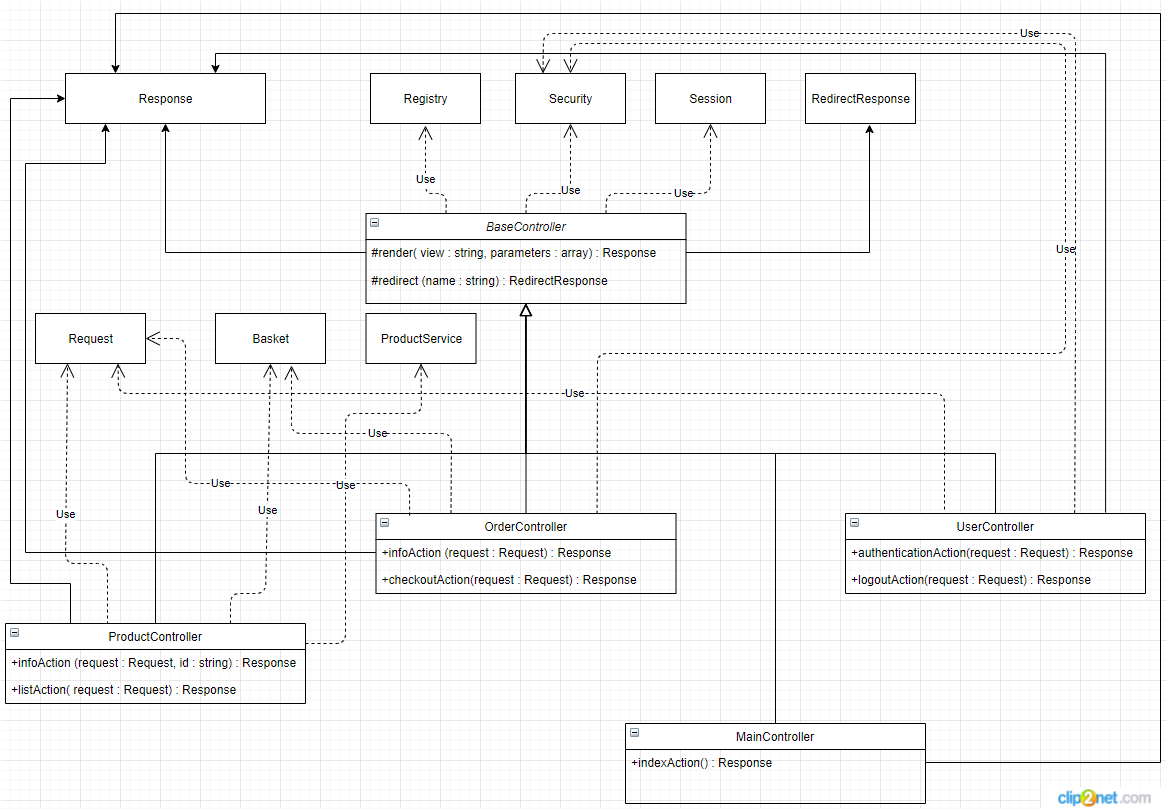 Use
Response
Registry
Security
Session
RedirectResponse
Use
Use
Use
BaseController
#render( view : string, parameters : array) : Response
Use
#redirect (name : string) : RedirectResponse
Request
Basket
ProductService
Use
Use
Use
Use
Use
Use
OrderController
UserController
+infoAction (request : Request) : Response
+authenticationAction(request : Request) : Response
+checkoutAction(request : Request) : Response
+logoutAction(request : Request) : Response
ProductController
+infoAction (request : Request, id : string) : Response
+listAction( request : Request) : Response
MainController
+indexAction() : Response
clip2net.com